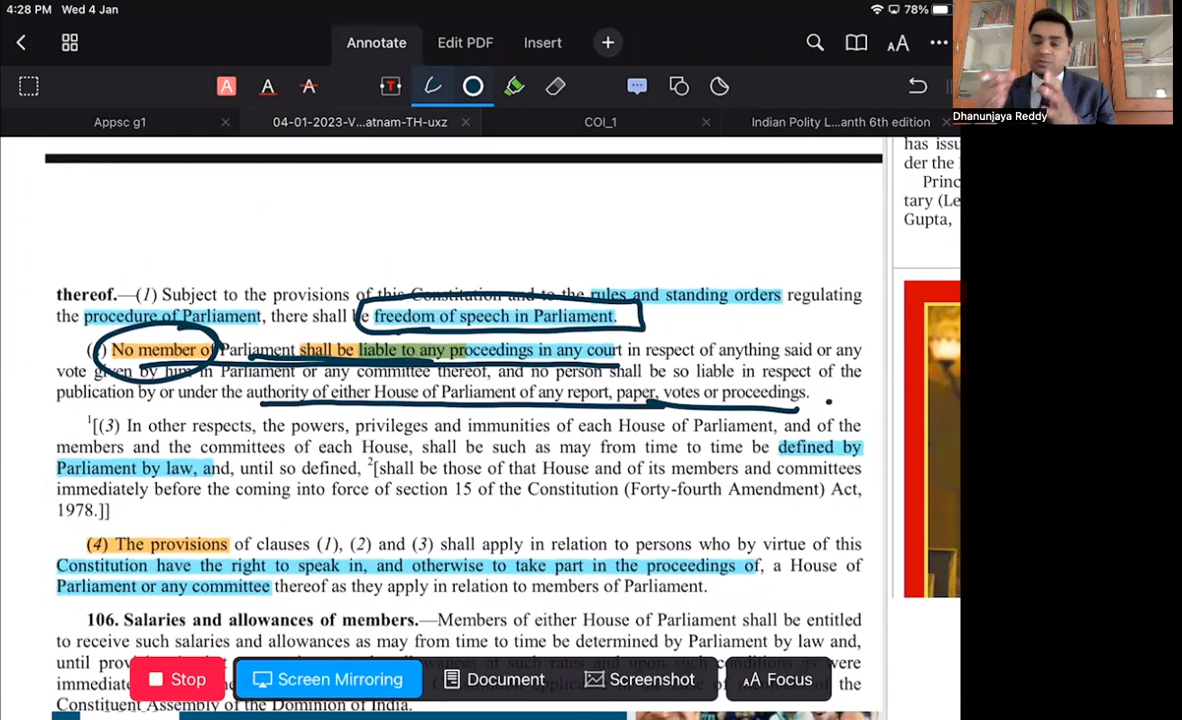 4:28 PM Wed 4 Jan
78%
Annotate Edit PDF Insert
Appsc g1
04-01-2023-V...atnam-TH-uxz
COI_1
Indian Polity L...anth 6th edition
Dhanunjaya Reddy
has issu
der the
Princ
tary (Le
Gupta,
thereof.—(1) Subject to the provisions of this Constitution and to the rules and standing orders regulating
the procedure of Parliament, there shall be freedom of speech in Parliament.
No member of Parliament shall be liable to any proceedings in any court in respect of anything said or any
vote given by him in Parliament or any committee thereof, and no person shall be so liable in respect of the
publication by or under the authority of either House of Parliament of any report, paper, votes or proceedings.
1[(3) In other respects, the powers, privileges and immunities of each House of Parliament, and of the
members and the committees of each House, shall be such as may from time to time be defined by
Parliament by law, and, until so defined, 2[shall be those of that House and of its members and committees
immediately before the coming into force of section 15 of the Constitution (Forty-fourth Amendment) Act,
1978.]]
(4) The provisions of clauses (1), (2) and (3) shall apply in relation to persons who by virtue of this
Constitution have the right to speak in, and otherwise to take part in the proceedings of, a House of
Parliament or any committee thereof as they apply in relation to members of Parliament.
106. Salaries and allowances of members.—Members of either House of Parliament shall be entitled
to receive such salaries and allowances as may from time to time be determined by Parliament by law and,
until prov were
immediate the
Constituent Assembly of the Dominion of India.
Stop Screen Mirroring Document Screenshot AA Focus